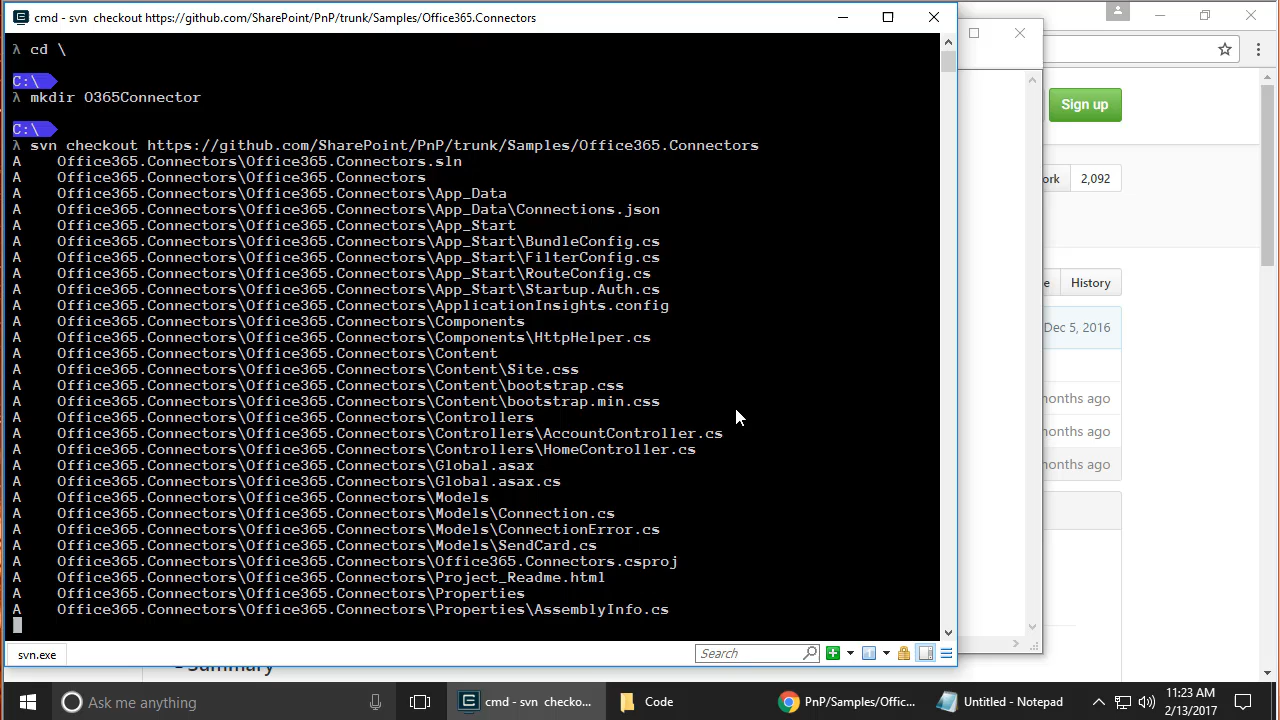 cmd - svn  checkout https://github.com/SharePoint/PnP/trunk/Samples/Office365.Connectors
λ cd \
C:\
λ mkdir O365Connector
C:\
λ svn checkout https://github.com/SharePoint/PnP/trunk/Samples/Office365.Connectors
A    Office365.Connectors\Office365.Connectors.sln
A    Office365.Connectors\Office365.Connectors
A    Office365.Connectors\Office365.Connectors\App_Data
A    Office365.Connectors\Office365.Connectors\App_Data\Connections.json
A    Office365.Connectors\Office365.Connectors\App_Start
A    Office365.Connectors\Office365.Connectors\App_Start\BundleConfig.cs
A    Office365.Connectors\Office365.Connectors\App_Start\FilterConfig.cs
A    Office365.Connectors\Office365.Connectors\App_Start\RouteConfig.cs
A    Office365.Connectors\Office365.Connectors\App_Start\Startup.Auth.cs
A    Office365.Connectors\Office365.Connectors\ApplicationInsights.config
A    Office365.Connectors\Office365.Connectors\Components
A    Office365.Connectors\Office365.Connectors\Components\HttpHelper.cs
A    Office365.Connectors\Office365.Connectors\Content
A    Office365.Connectors\Office365.Connectors\Content\Site.css
A    Office365.Connectors\Office365.Connectors\Content\bootstrap.css
A    Office365.Connectors\Office365.Connectors\Content\bootstrap.min.css
A    Office365.Connectors\Office365.Connectors\Controllers
A    Office365.Connectors\Office365.Connectors\Controllers\AccountController.cs
A    Office365.Connectors\Office365.Connectors\Controllers\HomeController.cs
A    Office365.Connectors\Office365.Connectors\Global.asax
A    Office365.Connectors\Office365.Connectors\Global.asax.cs
A    Office365.Connectors\Office365.Connectors\Models
A    Office365.Connectors\Office365.Connectors\Models\Connection.cs
A    Office365.Connectors\Office365.Connectors\Models\ConnectionError.cs
A    Office365.Connectors\Office365.Connectors\Models\SendCard.cs
A    Office365.Connectors\Office365.Connectors\Office365.Connectors.csproj
A    Office365.Connectors\Office365.Connectors\Project_Readme.html
A    Office365.Connectors\Office365.Connectors\Properties
A    Office365.Connectors\Office365.Connectors\Properties\AssemblyInfo.cs
svn.exe
Search
Sign up
ork 2,092
e History
Dec 5, 2016
onths ago
onths ago
onths ago
Summary
Ask me anything
cmd - svn  checko...
Code
PnP/Samples/Offic...
Untitled - Notepad
11:23 AM
2/13/2017